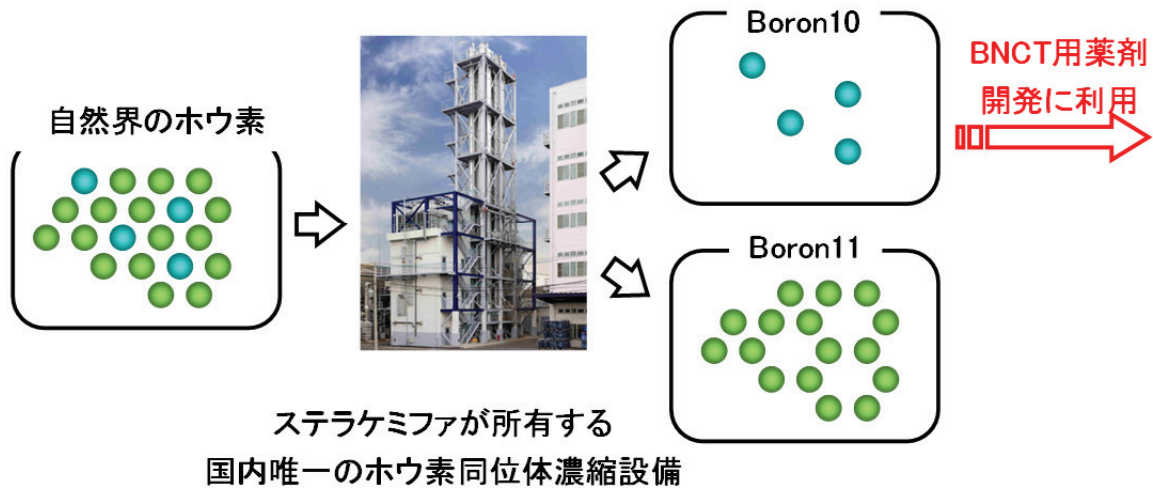 自然界のホウ素
Boron10
BNCT用薬剤
開発に利用
Boron11
ステラケミファが所有する
国内唯一のホウ素同位体濃縮設備